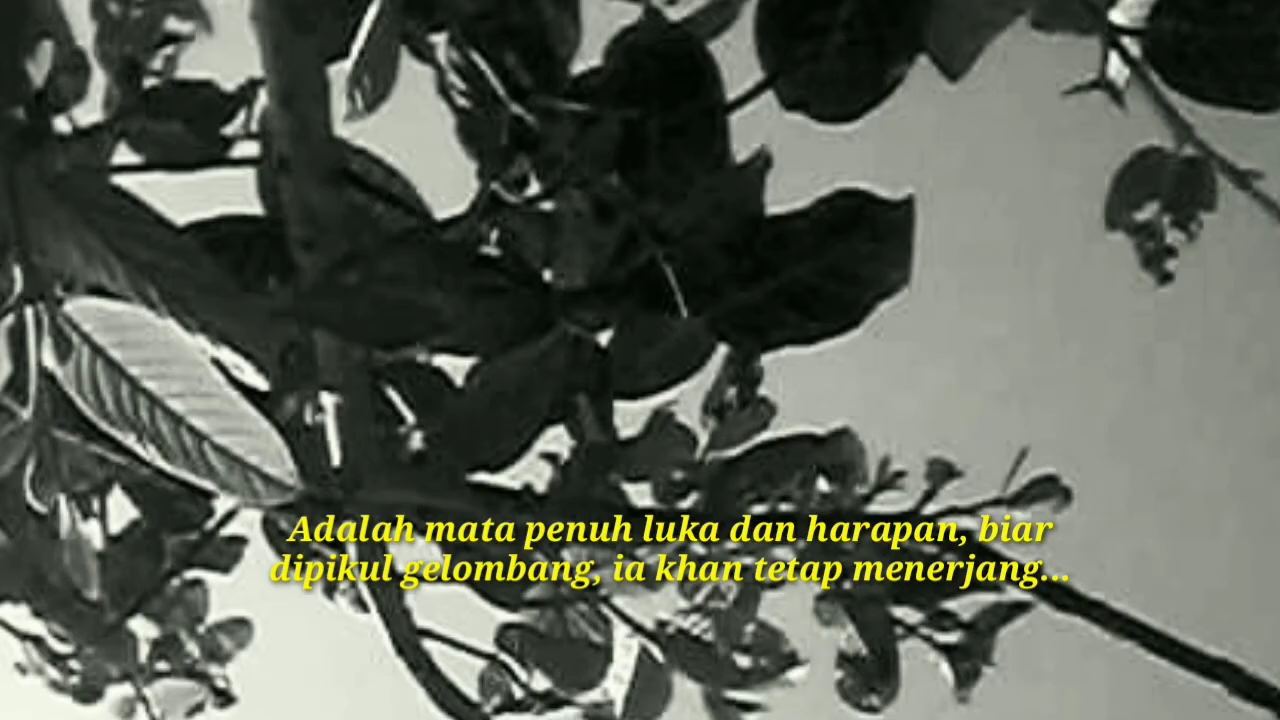 Adalah mata penuh luka dan harapan, biar
dipikul gelombang, ia khan tetap menerjang...